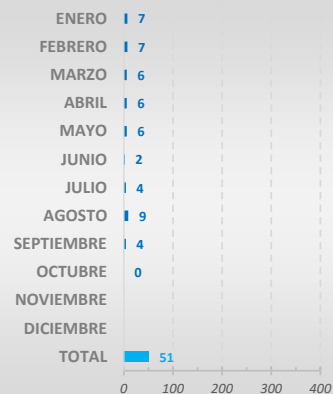 ENERO 7
FEBRERO 7
MARZO 6
ABRIL 6
MAYO 6
JUNIO 2
JULIO 4
AGOSTO 9
SEPTIEMBRE 4
OCTUBRE 0
NOVIEMBRE
DICIEMBRE
TOTAL 51
0 100 200 300 400